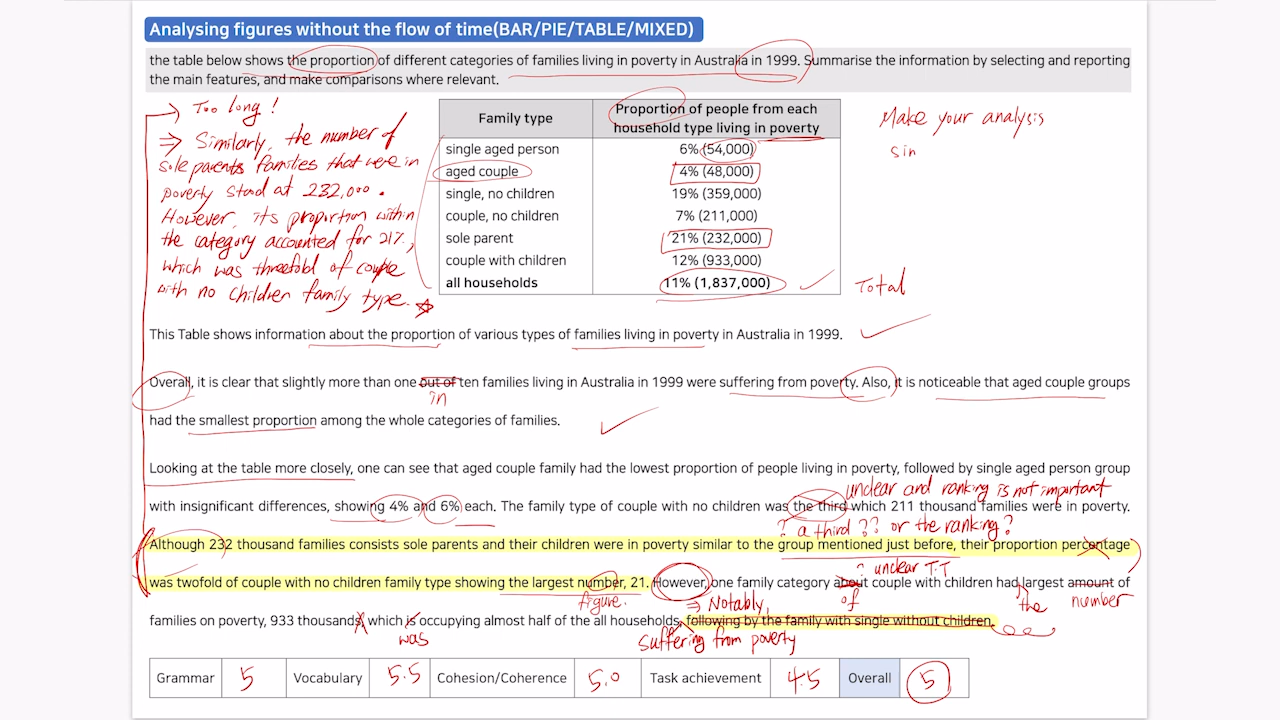 Analysing figures without the flow of time(BAR/PIE/TABLE/MIXED)
the table below shows the proportion of different categories of families living in poverty in Australia in 1999. Summarise the information by selecting and reporting
the main features, and make comparisons where relevant.
Too long!
⇒ Similarly, the number of
sole parents families that were in
poverty stood at 232,000.
However, its proportion within
the category accounted for 21%,
which was threefold of couple
with no children family type.
Family type
Proportion of people from each
household type living in poverty
single aged person 6% (54,000)
aged couple 4% (48,000)
single, no children 19% (359,000)
couple, no children 7% (211,000)
sole parent 21% (232,000)
couple with children 12% (933,000)
all households 11% (1,837,000)
Make your analysis
sin
Total
This Table shows information about the proportion of various types of families living in poverty in Australia in 1999.
Overall, it is clear that slightly more than one out of ten families living in Australia in 1999 were suffering from poverty. Also, it is noticeable that aged couple groups
in
had the smallest proportion among the whole categories of families.
Looking at the table more closely, one can see that aged couple family had the lowest proportion of people living in poverty, followed by single aged person group
unclear and ranking is not important
with insignificant differences, showing 4% and 6% each. The family type of couple with no children was the third which 211 thousand families were in poverty.
? a third ?? or the ranking?
Although 232 thousand families consists sole parents and their children were in poverty similar to the group mentioned just before, their proportion percentage
? unclear T.T
was twofold of couple with no children family type showing the largest number, 21. However, one family category about couple with children had largest amount of
figure.
⇒ Notably,
of
the
number
families on poverty, 933 thousands, which is occupying almost half of the all households, following by the family with single without children.
was
suffering from poverty
Grammar 5 Vocabulary 5.5 Cohesion/Coherence 5.0 Task achievement 4.5 Overall 5